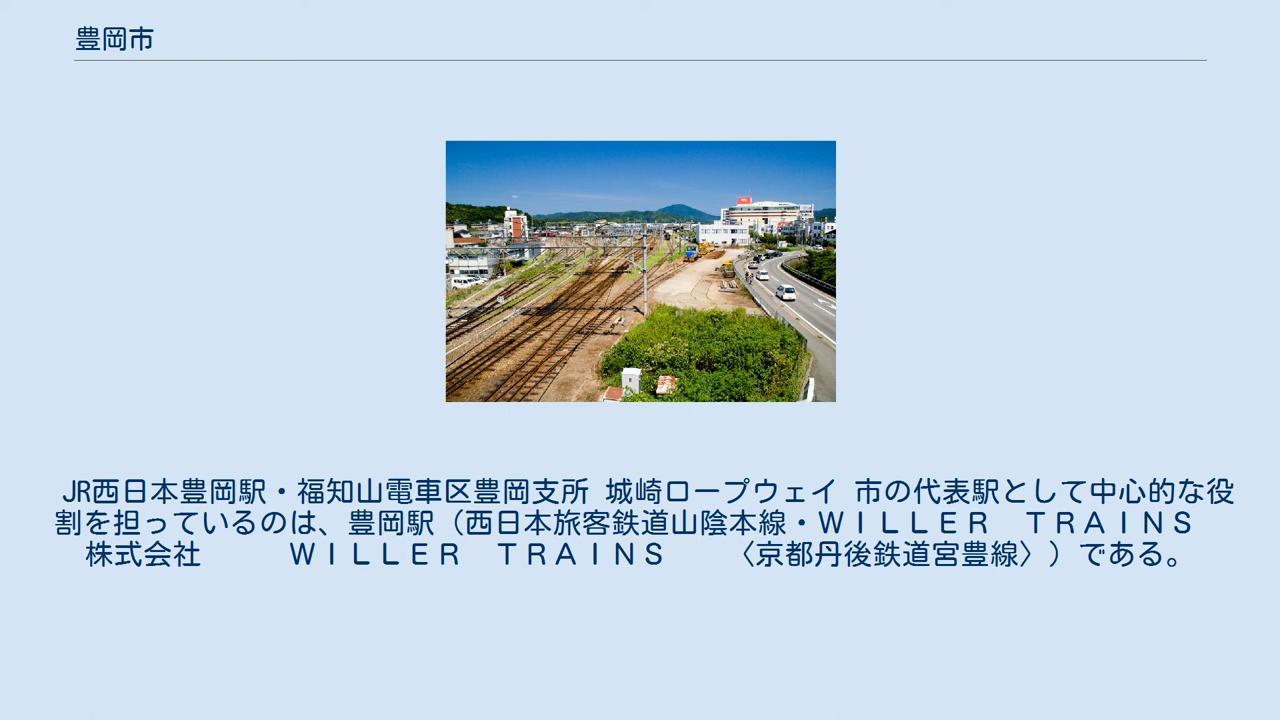 豊岡市
JR西日本豊岡駅・福知山電車区豊岡支所 城崎ロープウェイ 市の代表駅として中心的な役
割を担っているのは、豊岡駅（西日本旅客鉄道山陰本線・ＷＩＬＬＥＲ　ＴＲＡＩＮＳ
株式会社　　　ＷＩＬＬＥＲ　ＴＲＡＩＮＳ　　　〈京都丹後鉄道宮豊線〉）である。